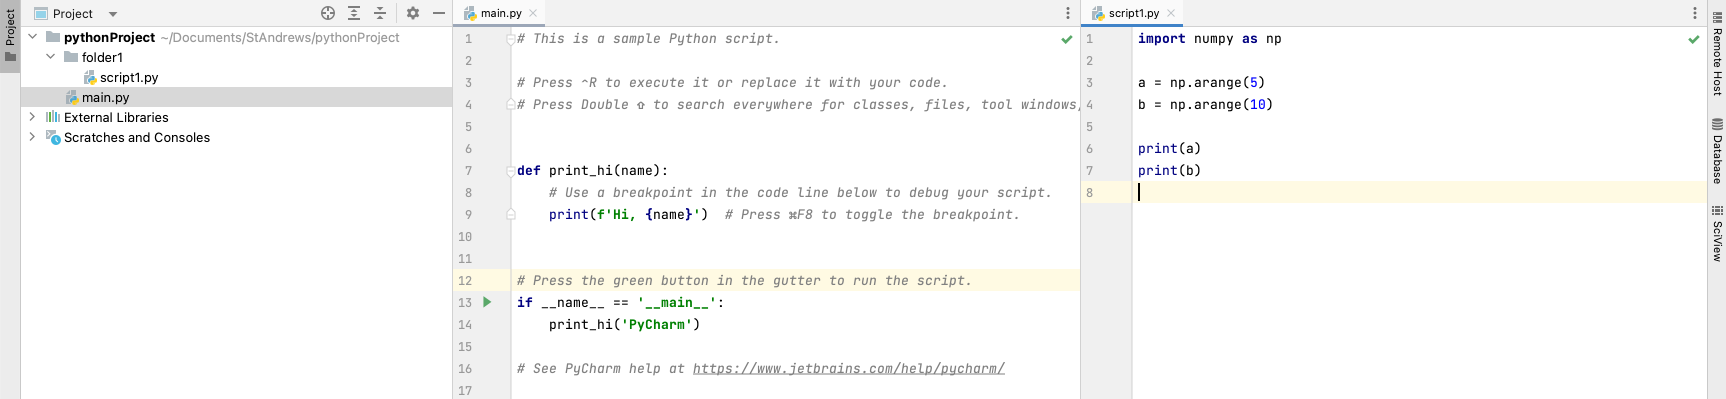 Project
Project
pythonProject ~/Documents/StAndrews/pythonProject
folder1
script1.py
main.py
External Libraries
Scratches and Consoles
main.py
1 # This is a sample Python script.
2
3 # Press ⌃R to execute it or replace it with your code.
4 # Press Double ⇧ to search everywhere for classes, files, tool windows,
5
6
7 def print_hi(name):
8 # Use a breakpoint in the code line below to debug your script.
9 print(f'Hi, {name}')  # Press ⌘F8 to toggle the breakpoint.
10
11
12 # Press the green button in the gutter to run the script.
13 if __name__ == '__main__':
14 print_hi('PyCharm')
15
16 # See PyCharm help at https://www.jetbrains.com/help/pycharm/
17
script1.py
1 import numpy as np
2
3 a = np.arange(5)
4 b = np.arange(10)
5
6 print(a)
7 print(b)
8
Remote Host
Database
SciView